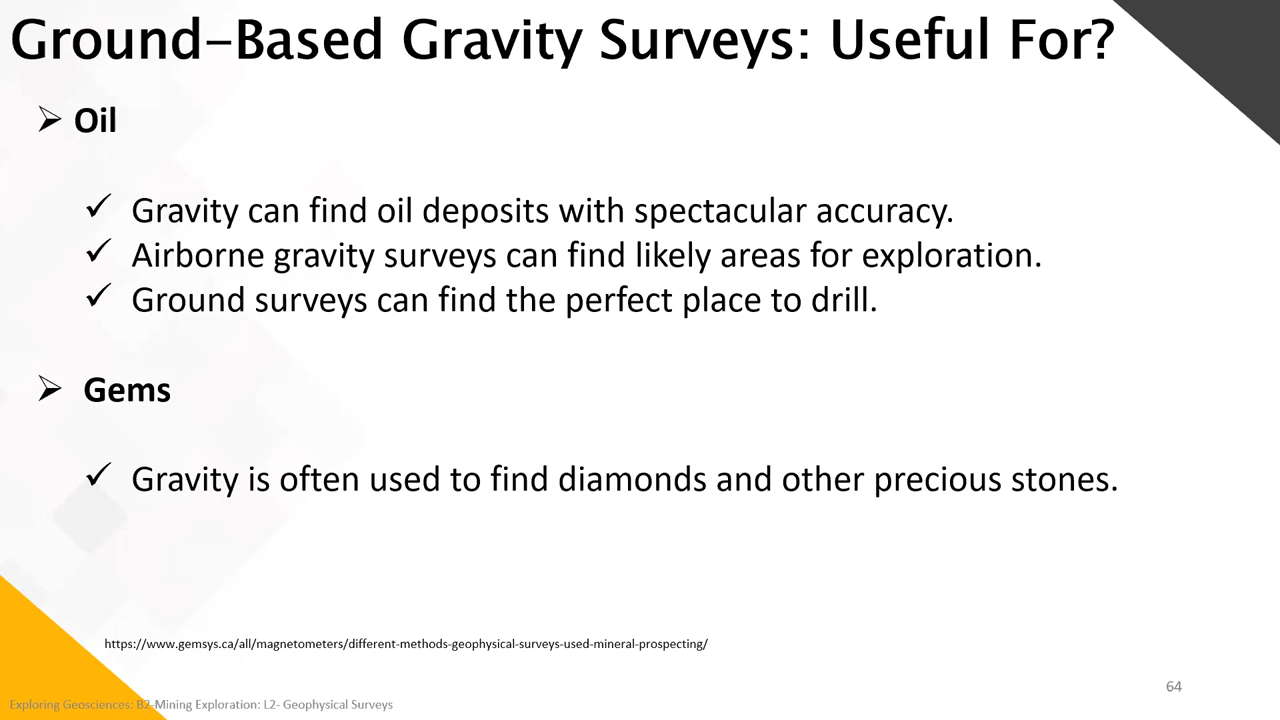 Ground-Based Gravity Surveys: Useful For?
Oil
Gravity can find oil deposits with spectacular accuracy.
Airborne gravity surveys can find likely areas for exploration.
Ground surveys can find the perfect place to drill.
Gems
Gravity is often used to find diamonds and other precious stones.
https://www.gemsys.ca/all/magnetometers/different-methods-geophysical-surveys-used-mineral-prospecting/
64
Exploring Geosciences: B2-Mining Exploration: L2- Geophysical Surveys